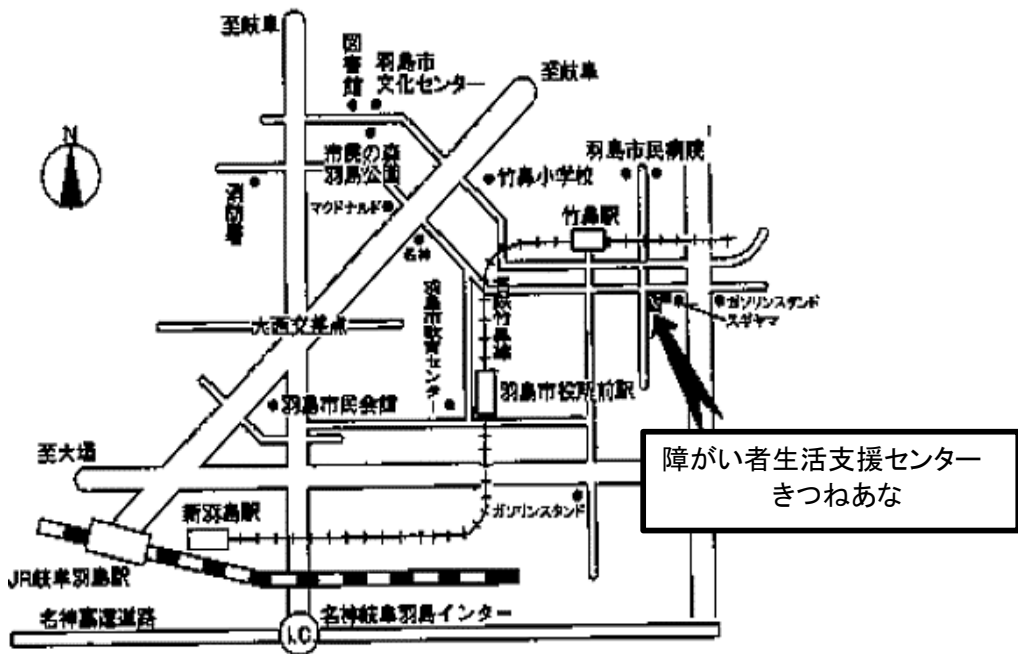 至岐阜
図書館
羽島市
文化センター
至岐阜
N
市民の森
羽島公園
羽島市民病院
竹鼻小学校
消防署
マクドナルド
竹鼻駅
名神
ガソリンスタンド
スギヤマ
大西交差点
羽島市教育センター
名鉄竹鼻線
羽島市役所前駅
羽島市民会館
至大垣
障がい者生活支援センター
きつねあな
新羽島駅
ガソリンスタンド
JR岐阜羽島駅
名神高速道路
名神岐阜羽島インター
I.C